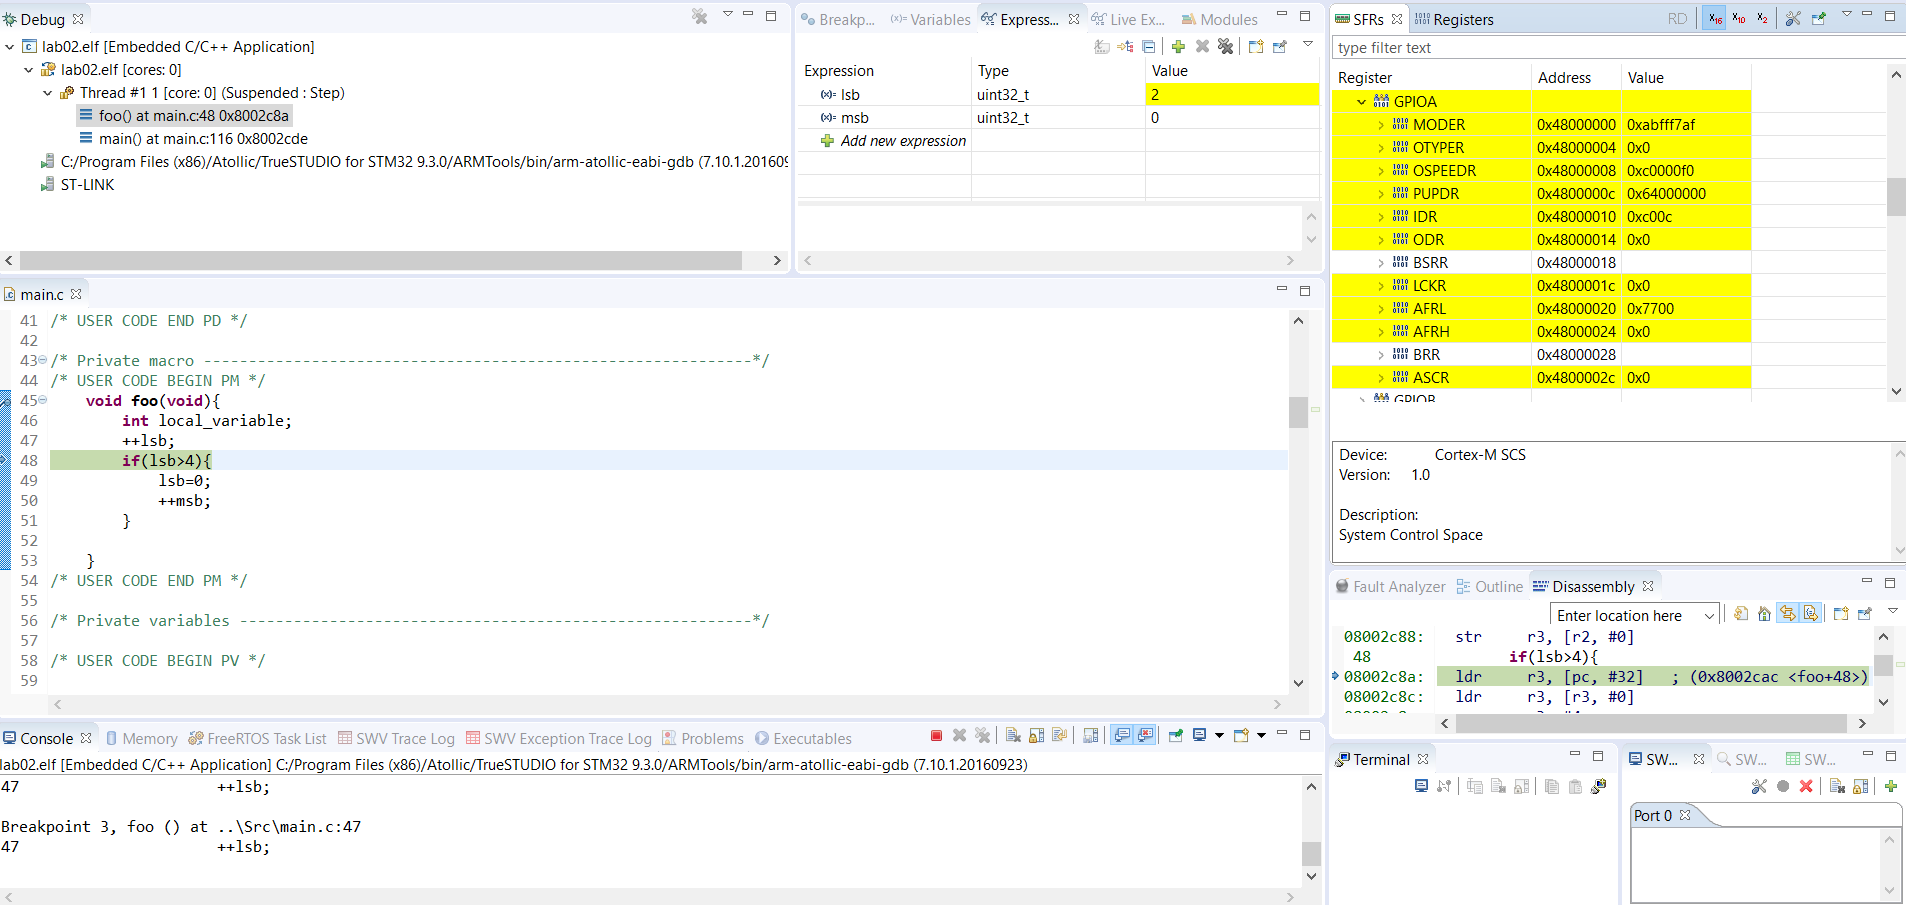 Debug
lab02.elf [Embedded C/C++ Application]
lab02.elf [cores: 0]
Thread #1 1 [core: 0] (Suspended : Step)
foo() at main.c:48 0x8002c8a
main() at main.c:116 0x8002cde
C:/Program Files (x86)/Atollic/TrueSTUDIO for STM32 9.3.0/ARMTools/bin/arm-atollic-eabi-gdb (7.10.1.201609
ST-LINK
Breakp... (x)= Variables Express... Live Ex... Modules
Expression Type Value
(x)= lsb uint32_t 2
(x)= msb uint32_t 0
Add new expression
SFRs Registers RD X16 X10 X2
type filter text
Register Address Value
GPIOA
MODER 0x48000000 0xabfff7af
OTYPER 0x48000004 0x0
OSPEEDR 0x48000008 0xc0000f0
PUPDR 0x4800000c 0x64000000
IDR 0x48000010 0xc00c
ODR 0x48000014 0x0
BSRR 0x48000018
LCKR 0x4800001c 0x0
AFRL 0x48000020 0x7700
AFRH 0x48000024 0x0
BRR 0x48000028
ASCR 0x4800002c 0x0
GPIOB
Device: Cortex-M SCS
Version: 1.0
Description:
System Control Space
main.c
41 /* USER CODE END PD */
42
43 /* Private macro -------------------------------------------------------------*/
44 /* USER CODE BEGIN PM */
45 void foo(void){
46 int local_variable;
47 ++lsb;
48 if(lsb>4){
49 lsb=0;
50 ++msb;
51 }
52
53 }
54 /* USER CODE END PM */
55
56 /* Private variables ---------------------------------------------------------*/
57
58 /* USER CODE BEGIN PV */
59
Fault Analyzer Outline Disassembly
Enter location here
08002c88: str r3, [r2, #0]
48 if(lsb>4){
08002c8a: ldr r3, [pc, #32] ; (0x8002cac <foo+48>)
08002c8c: ldr r3, [r3, #0]
Console Memory FreeRTOS Task List SWV Trace Log SWV Exception Trace Log Problems Executables
lab02.elf [Embedded C/C++ Application] C:/Program Files (x86)/Atollic/TrueSTUDIO for STM32 9.3.0/ARMTools/bin/arm-atollic-eabi-gdb (7.10.1.20160923)
47 ++lsb;
Breakpoint 3, foo () at ..\Src\main.c:47
47 ++lsb;
Terminal
SW... SW... SW...
Port 0